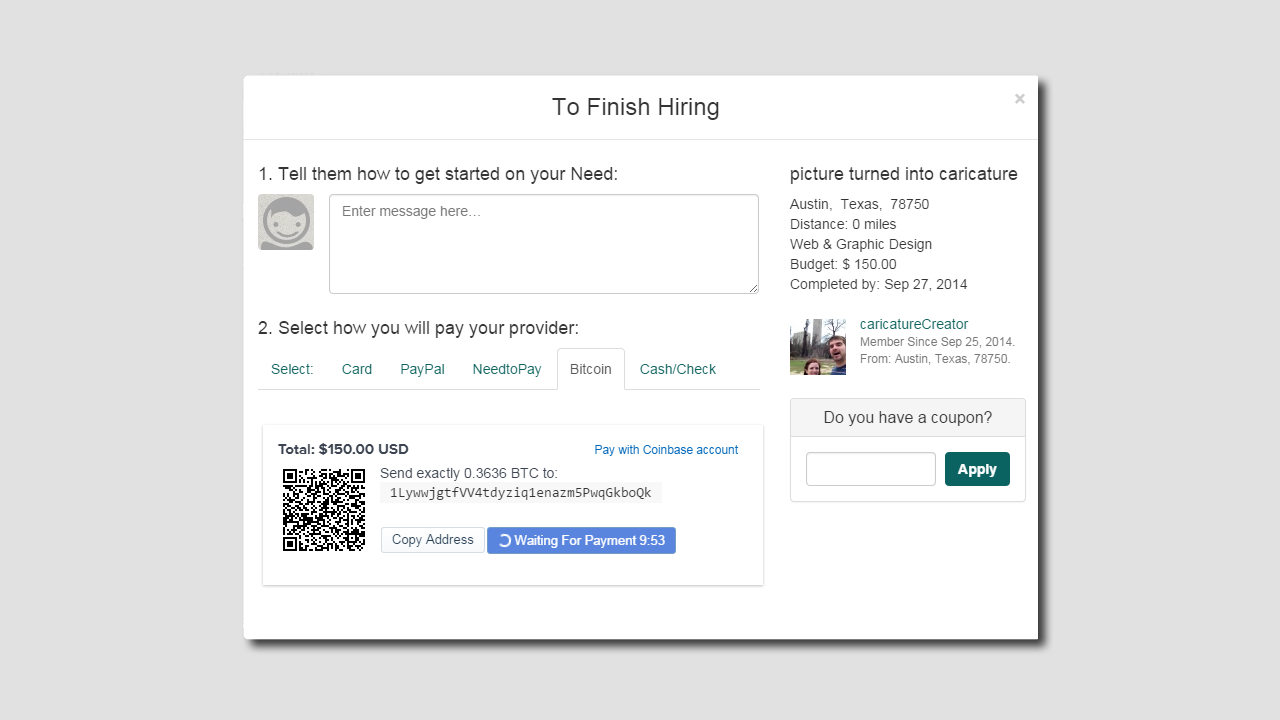 To Finish Hiring
×
1. Tell them how to get started on your Need:
Enter message here...
2. Select how you will pay your provider:
Select: Card PayPal NeedtoPay Bitcoin Cash/Check
Total: $150.00 USD
Pay with Coinbase account
Send exactly 0.3636 BTC to:
1LywwjgtfVV4tdyziq1enazm5PwqGkboQk
Copy Address
Waiting For Payment 9:53
picture turned into caricature
Austin, Texas, 78750
Distance: 0 miles
Web & Graphic Design
Budget: $ 150.00
Completed by: Sep 27, 2014
caricatureCreator
Member Since Sep 25, 2014.
From: Austin, Texas, 78750.
Do you have a coupon?
Apply